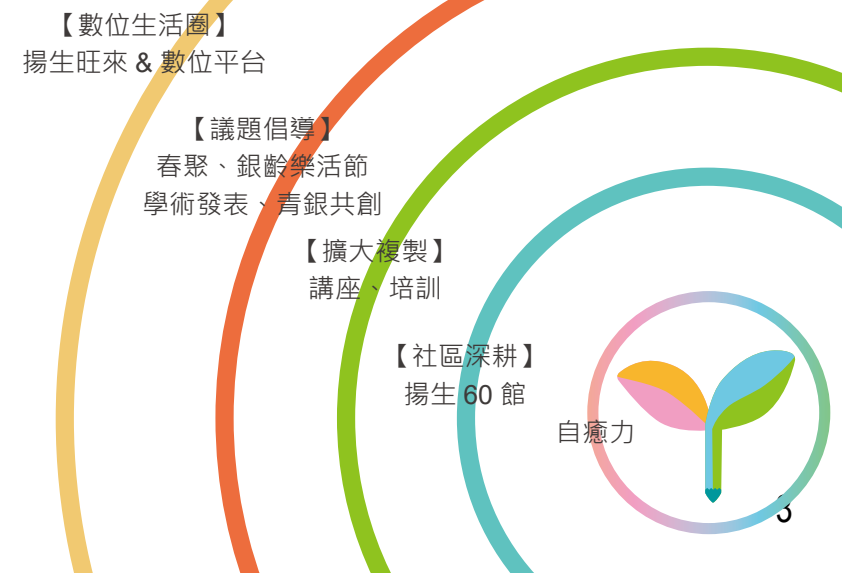 【數位生活圈】
揚生旺來 & 數位平台
【議題倡導】
春聚、銀齡樂活節
學術發表、青銀共創
【擴大複製】
講座、培訓
【社區深耕】
揚生 60 館
自癒力
3